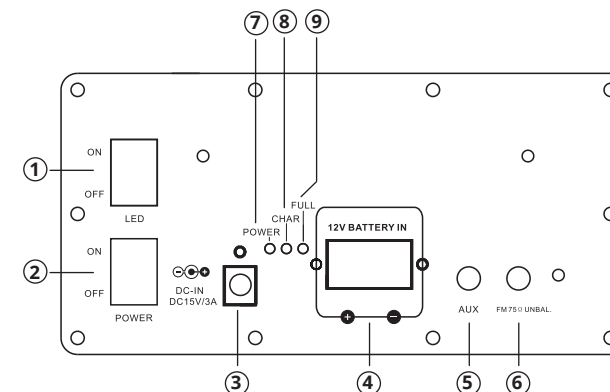 ⑦ ⑧ ⑨
①
ON
OFF
LED
FULL
CHAR
POWER
12V BATTERY IN
②
ON
OFF
POWER
DC-IN
DC15V/3A
AUX
FM 75Ω UNBAL.
③ ④ ⑤ ⑥